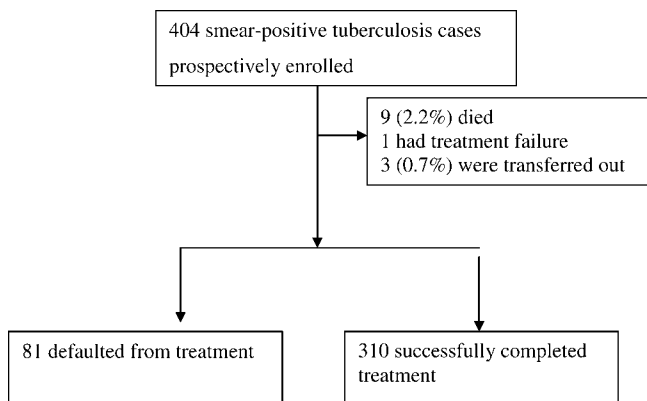 404 smear-positive tuberculosis cases
prospectively enrolled
9 (2.2%) died
1 had treatment failure
3 (0.7%) were transferred out
81 defaulted from treatment
310 successfully completed
treatment